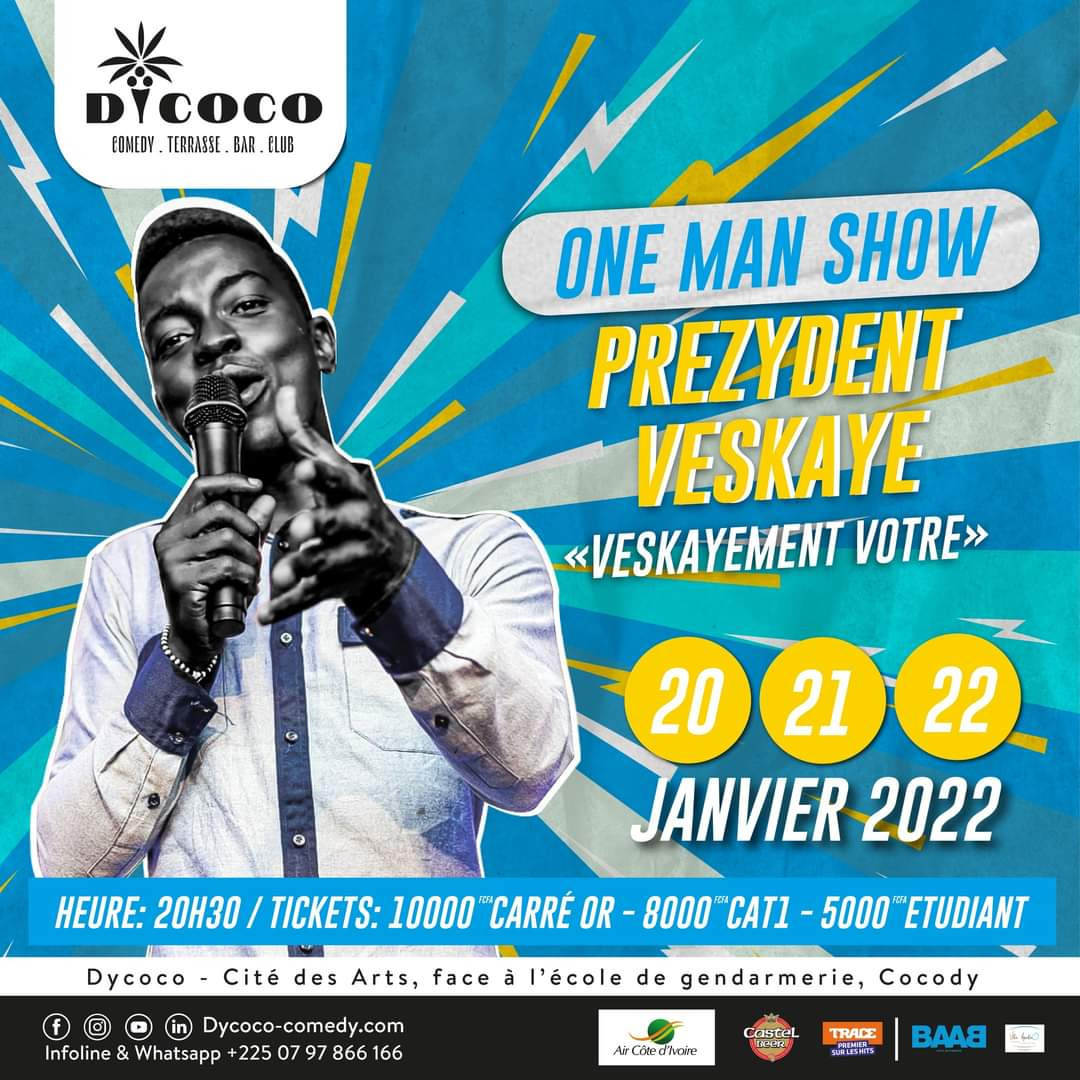 DYCOCO
COMEDY . TERRASSE . BAR . CLUB
ONE MAN SHOW
PREZYDENT
VESKAYE
«VESKAYEMENT VOTRE»
20 21 22
JANVIER 2022
HEURE: 20H30 / TICKETS: 10000 FCFA CARRÉ OR - 8000 FCFA CAT1 - 5000 FCFA ETUDIANT
Dycoco - Cité des Arts, face à l'école de gendarmerie, Cocody
Dycoco-comedy.com
Infoline & Whatsapp +225 07 97 866 166
Air Côte d'Ivoire
CASTEL
BEER
TRACE
PREMIER
SUR LES HITS
BAAB